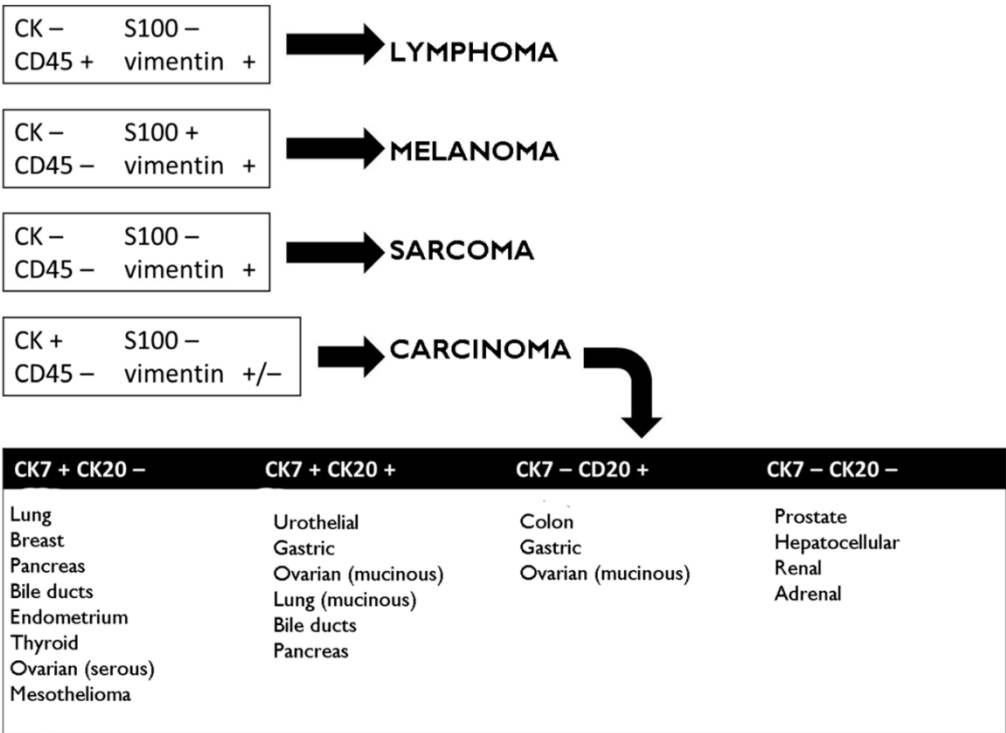 CK – S100 –
CD45 + vimentin +
LYMPHOMA
CK – S100 +
CD45 – vimentin +
MELANOMA
CK – S100 –
CD45 – vimentin +
SARCOMA
CK + S100 –
CD45 – vimentin +/–
CARCINOMA
CK7 + CK20 –
Lung
Breast
Pancreas
Bile ducts
Endometrium
Thyroid
Ovarian (serous)
Mesothelioma
CK7 + CK20 +
Urothelial
Gastric
Ovarian (mucinous)
Lung (mucinous)
Bile ducts
Pancreas
CK7 – CD20 +
Colon
Gastric
Ovarian (mucinous)
CK7 – CK20 –
Prostate
Hepatocellular
Renal
Adrenal